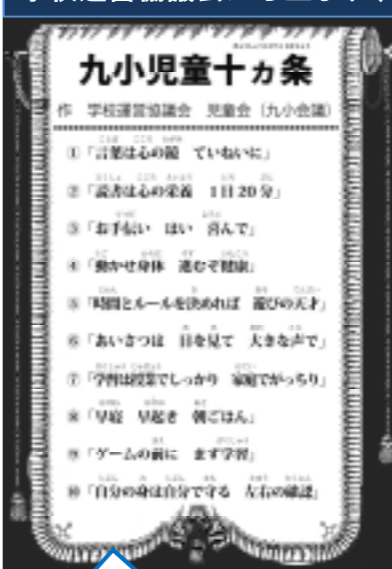 九小児童十ヵ条
作 学校運営協議会 児童会（九小会議）
①「言葉は心の鏡 ていねいに」
②「読書は心の栄養 1日20分」
③「お手伝い はい 喜んで」
④「動かせ身体 進むぞ健康」
⑤「時間とルールを決めれば 遊びの天才」
⑥「あいさつは 目を見て 大きな声で」
⑦「学習は授業でしっかり 家庭でがっちり」
⑧「早寝 早起き 朝ごはん」
⑨「ゲームの前に まず学習」
⑩「自分の身は自分で守る 左右の確認」